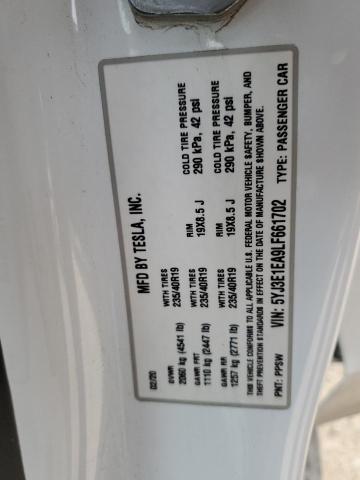 MFD BY TESLA, INC.
02/20
GVWR
2060 kg (4541 lb)
WITH TIRES
235/40R19
RIM
19X8.5 J
COLD TIRE PRESSURE
290 kPa, 42 psi
GAWR FRT
1110 kg (2447 lb)
WITH TIRES
235/40R19
RIM
19X8.5 J
COLD TIRE PRESSURE
290 kPa, 42 psi
GAWR RR
1257 kg (2771 lb)
WITH TIRES
235/40R19
THIS VEHICLE CONFORMS TO ALL APPLICABLE U.S. FEDERAL MOTOR VEHICLE SAFETY, BUMPER, AND
THEFT PREVENTION STANDARDS IN EFFECT ON THE DATE OF MANUFACTURE SHOWN ABOVE.
VIN: 5YJ3E1EA9LF661702
PNT: PPSW TYPE: PASSENGER CAR